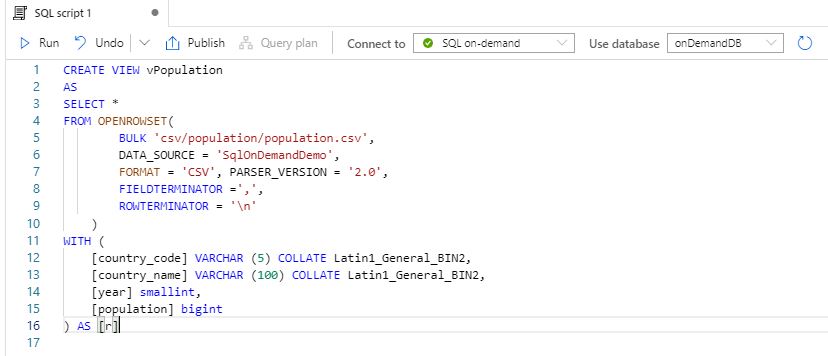 SQL script 1
Run Undo Publish Query plan Connect to SQL on-demand Use database onDemandDB
1 CREATE VIEW vPopulation
2 AS
3 SELECT *
4 FROM OPENROWSET(
5 BULK 'csv/population/population.csv',
6 DATA_SOURCE = 'SqlOnDemandDemo',
7 FORMAT = 'CSV', PARSER_VERSION = '2.0',
8 FIELDTERMINATOR =',',
9 ROWTERMINATOR = '\n'
10 )
11 WITH (
12 [country_code] VARCHAR (5) COLLATE Latin1_General_BIN2,
13 [country_name] VARCHAR (100) COLLATE Latin1_General_BIN2,
14 [year] smallint,
15 [population] bigint
16 ) AS [r]
17